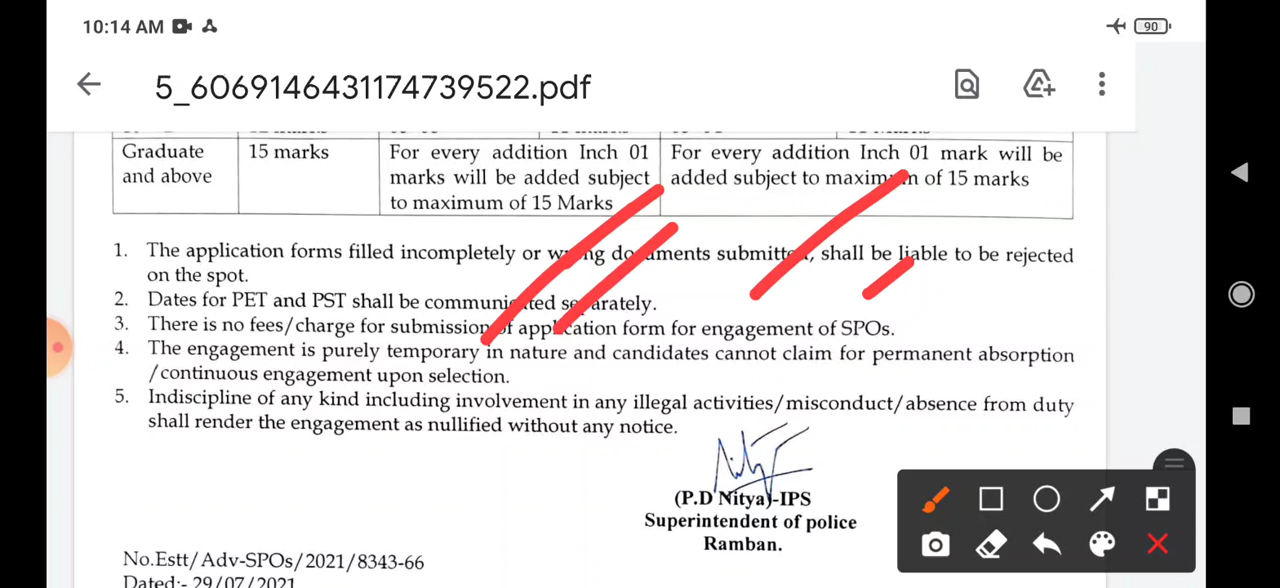 10:14 AM 90
5_6069146431174739522.pdf
Graduate and above 15 marks For every addition Inch 01 marks will be added subject to maximum of 15 Marks For every addition Inch 01 mark will be added subject to maximum of 15 marks
1. The application forms filled incompletely or wrong documents submitted, shall be liable to be rejected
on the spot.
2. Dates for PET and PST shall be communicated separately.
3. There is no fees/charge for submission of application form for engagement of SPOs.
4. The engagement is purely temporary in nature and candidates cannot claim for permanent absorption
/continuous engagement upon selection.
5. Indiscipline of any kind including involvement in any illegal activities/misconduct/absence from duty
shall render the engagement as nullified without any notice.
(P.D Nitya)-IPS
Superintendent of police
Ramban.
No.Estt/Adv-SPOs/2021/8343-66
Dated:- 29/07/2021